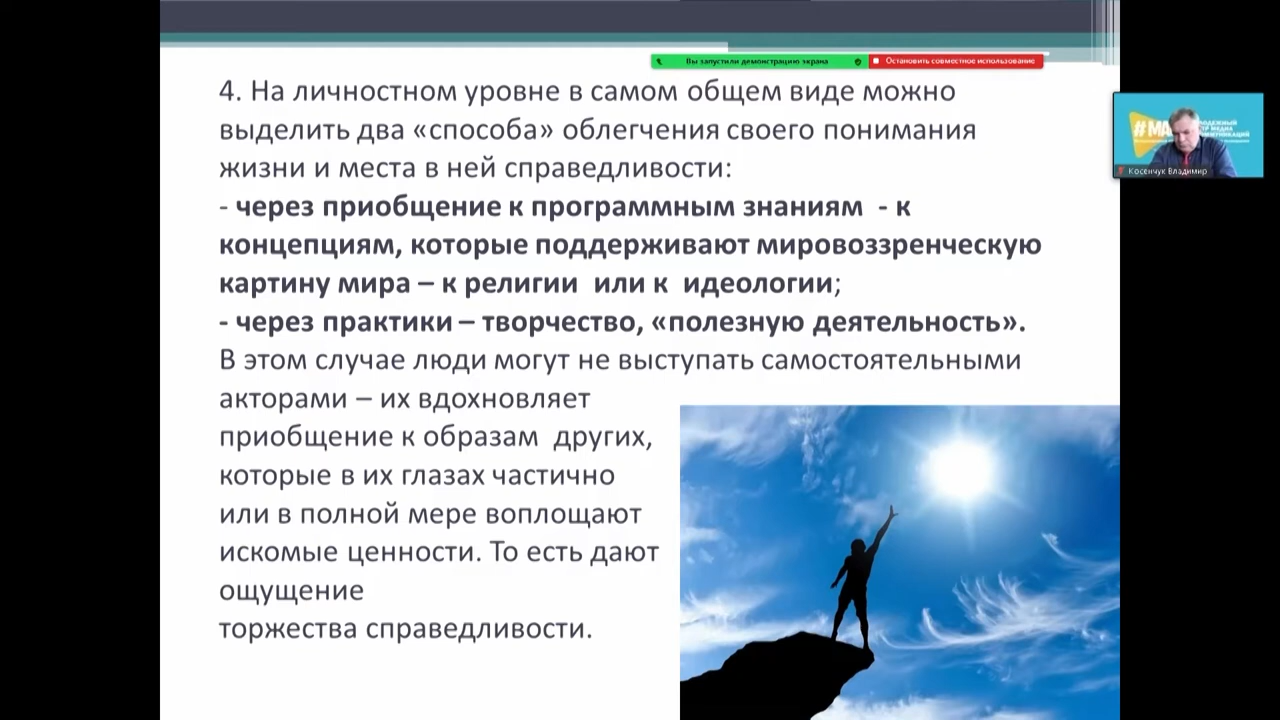 Вы запустили демонстрацию экрана
Остановить совместное использование
4. На личностном уровне в самом общем виде можно
выделить два «способа» облегчения своего понимания
жизни и места в ней справедливости:
- через приобщение к программным знаниям - к
концепциям, которые поддерживают мировоззренческую
картину мира – к религии или к идеологии;
- через практики – творчество, «полезную деятельность».
В этом случае люди могут не выступать самостоятельными
акторами – их вдохновляет
приобщение к образам других,
которые в их глазах частично
или в полной мере воплощают
искомые ценности. То есть дают
ощущение
торжества справедливости.
Косенчук Владимир